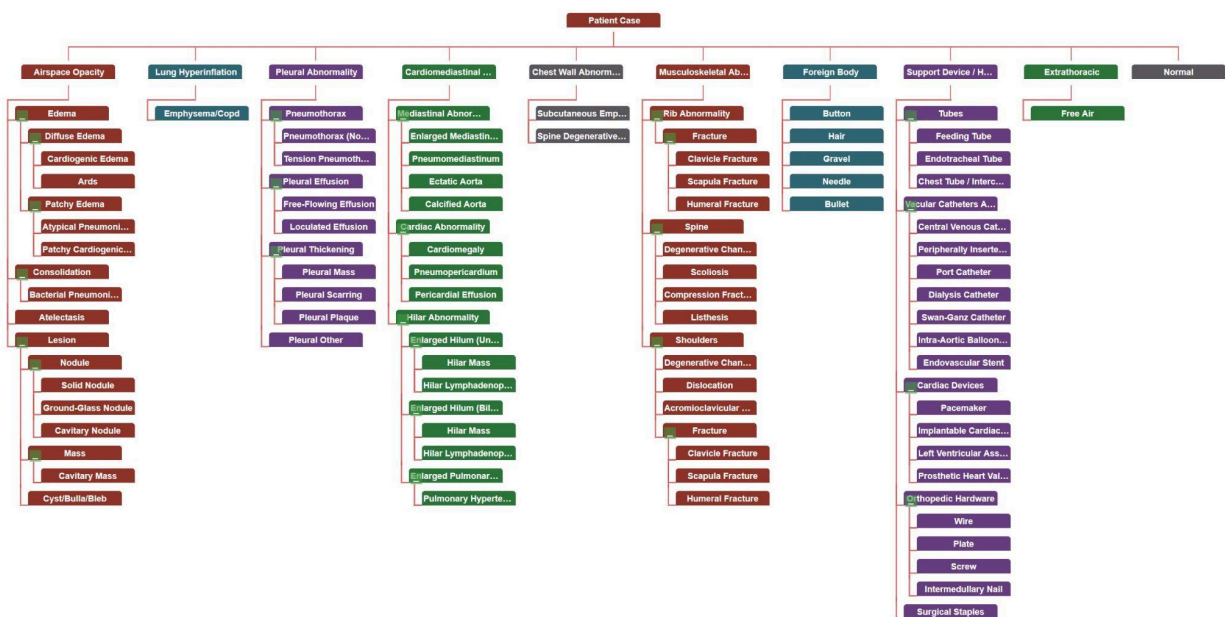 Patient Case
Airspace Opacity
Edema
Diffuse Edema
Cardiogenic Edema
Ards
Patchy Edema
Atypical Pneumoni...
Patchy Cardiogenic...
Consolidation
Bacterial Pneumoni...
Atelectasis
Lesion
Nodule
Solid Nodule
Ground-Glass Nodule
Cavitary Nodule
Mass
Cavitary Mass
Cyst/Bulla/Bleb
Lung Hyperinflation
Emphysema/Copd
Pleural Abnormality
Pneumothorax
Pneumothorax (No...
Tension Pneumoth...
Pleural Effusion
Free-Flowing Effusion
Loculated Effusion
Pleural Thickening
Pleural Mass
Pleural Scarring
Pleural Plaque
Pleural Other
Cardiomediastinal ...
Mediastinal Abnor...
Enlarged Mediastin...
Pneumomediastinum
Ectatic Aorta
Calcified Aorta
Cardiac Abnormality
Cardiomegaly
Pneumopericardium
Pericardial Effusion
Hilar Abnormality
Enlarged Hilum (Un...
Hilar Mass
Hilar Lymphadenop...
Enlarged Hilum (Bil...
Hilar Mass
Hilar Lymphadenop...
Enlarged Pulmonar...
Pulmonary Hyperte...
Chest Wall Abnorm...
Subcutaneous Emp...
Spine Degenerative...
Musculoskeletal Ab...
Rib Abnormality
Fracture
Clavicle Fracture
Scapula Fracture
Humeral Fracture
Spine
Degenerative Chan...
Scoliosis
Compression Fract...
Listhesis
Shoulders
Degenerative Chan...
Dislocation
Acromioclavicular ...
Fracture
Clavicle Fracture
Scapula Fracture
Humeral Fracture
Foreign Body
Button
Hair
Gravel
Needle
Bullet
Support Device / H...
Tubes
Feeding Tube
Endotracheal Tube
Chest Tube / Interc...
Vacular Catheters A...
Central Venous Cat...
Peripherally Inserte...
Port Catheter
Dialysis Catheter
Swan-Ganz Catheter
Intra-Aortic Balloon...
Endovascular Stent
Cardiac Devices
Pacemaker
Implantable Cardiac...
Left Ventricular Ass...
Prosthetic Heart Val...
Orthopedic Hardware
Wire
Plate
Screw
Intermedullary Nail
Surgical Staples
Extrathoracic
Free Air
Normal